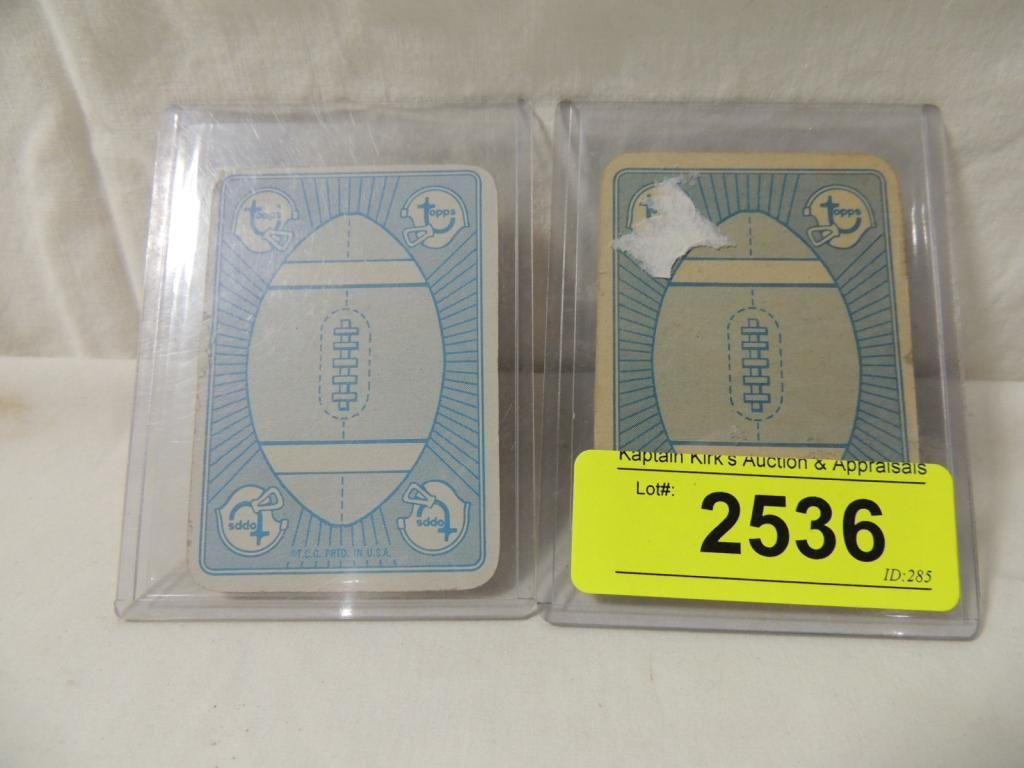 topps
topps
topps
topps
©T.C.G. PRTD. IN U.S.A.
topps
Kaptain Kirk's Auction & Appraisals
Lot#:
2536
ID:285